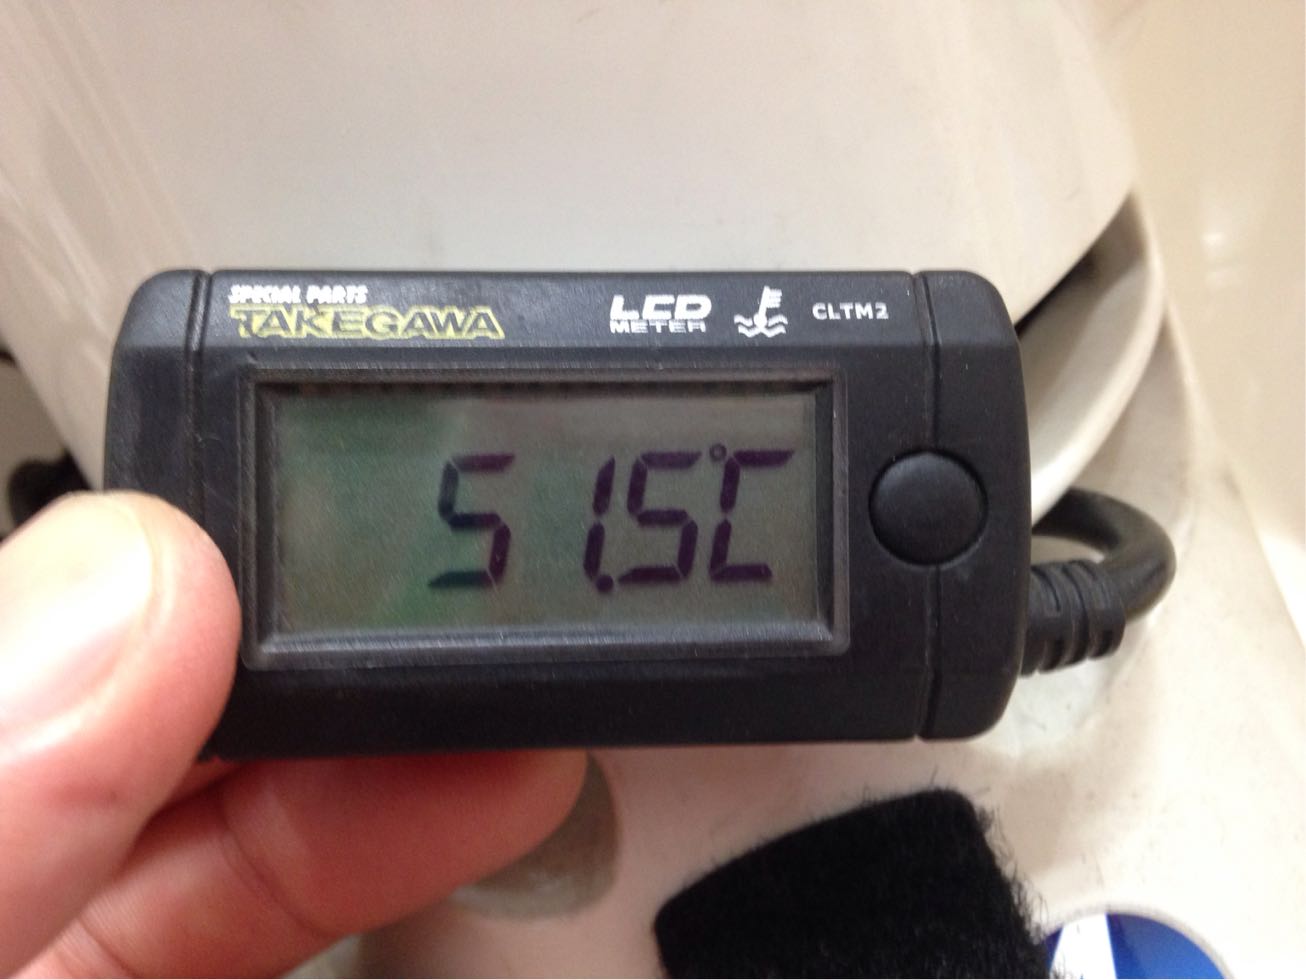 SPECIAL PARTS
TAKEGAWA
LCD
METER
CLTM2
51.5°C